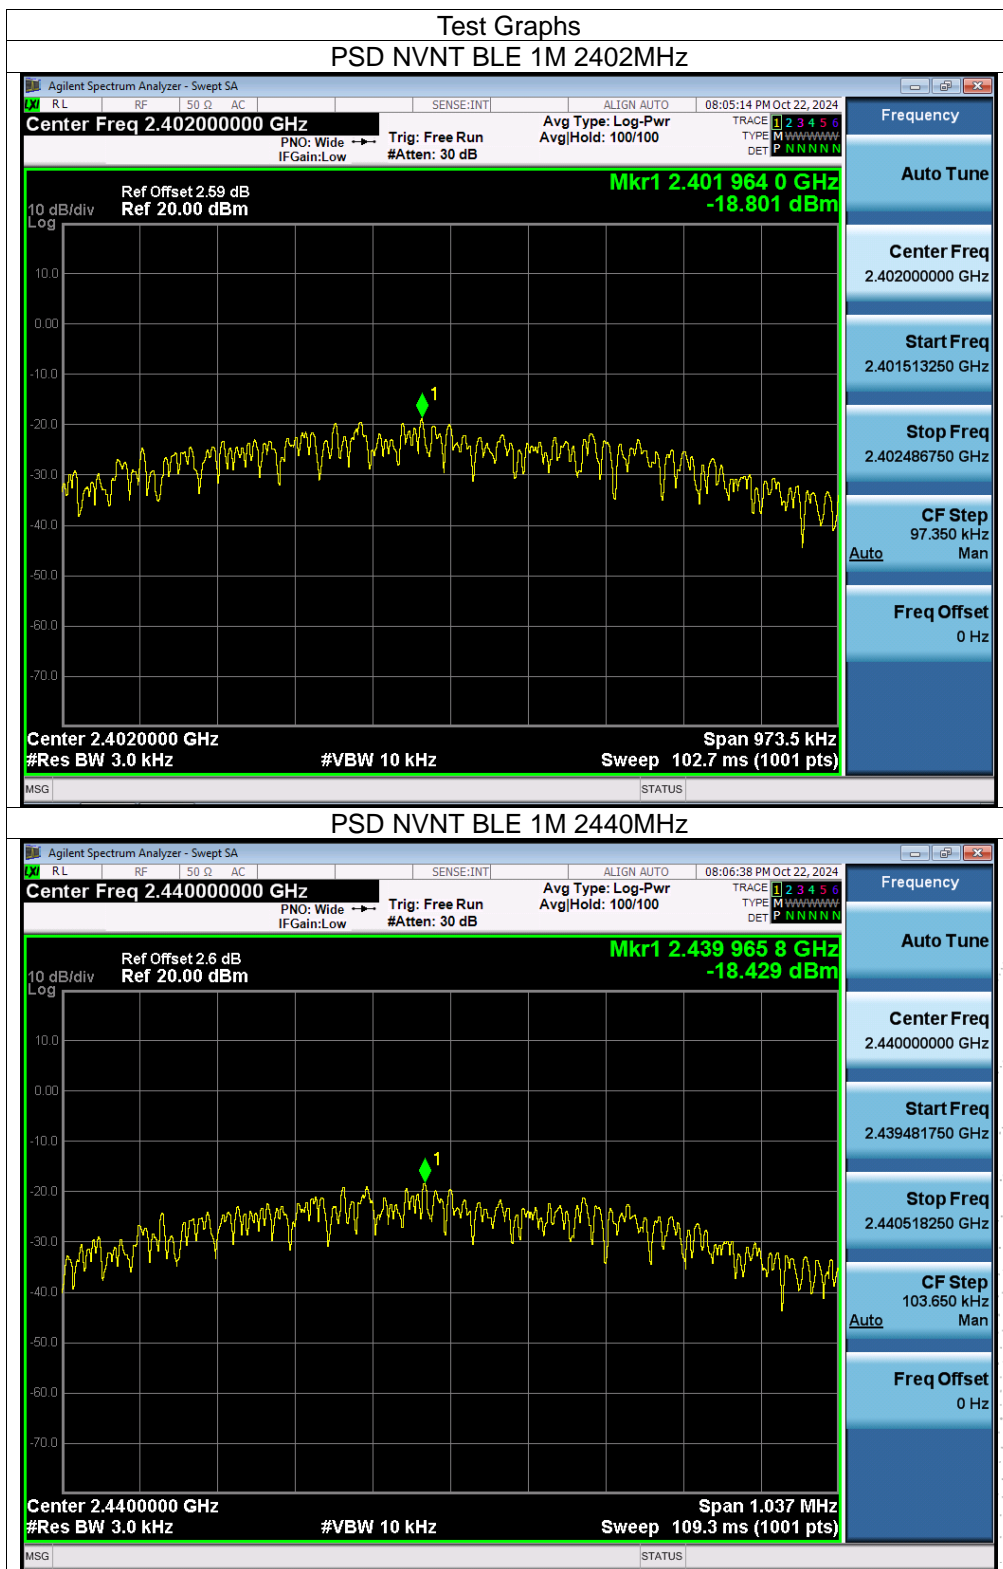 Test Graphs
PSD NVNT BLE 1M 2402MHz
Agilent Spectrum Analyzer - Swept SA
LXI RL RF 50 Ω AC SENSE:INT ALIGN AUTO 08:05:14 PM Oct 22, 2024
Center Freq 2.402000000 GHz
PNO: Wide
IFGain:Low
Trig: Free Run
#Atten: 30 dB
Avg Type: Log-Pwr
Avg|Hold: 100/100
TRACE 1 2 3 4 5 6
TYPE M WWWWW
DET P N N N N N
Frequency
Auto Tune
Center Freq
2.402000000 GHz
Start Freq
2.401513250 GHz
Stop Freq
2.402486750 GHz
CF Step
97.350 kHz
Auto Man
Freq Offset
0 Hz
Mkr1 2.401 964 0 GHz
-18.801 dBm
Ref Offset 2.59 dB
10 dB/div Ref 20.00 dBm
Log
10.0
0.00
-10.0
-20.0
-30.0
-40.0
-50.0
-60.0
-70.0
1
Center 2.4020000 GHz Span 973.5 kHz
#Res BW 3.0 kHz #VBW 10 kHz Sweep 102.7 ms (1001 pts)
MSG STATUS
PSD NVNT BLE 1M 2440MHz
Agilent Spectrum Analyzer - Swept SA
LXI RL RF 50 Ω AC SENSE:INT ALIGN AUTO 08:06:38 PM Oct 22, 2024
Center Freq 2.440000000 GHz
PNO: Wide
IFGain:Low
Trig: Free Run
#Atten: 30 dB
Avg Type: Log-Pwr
Avg|Hold: 100/100
TRACE 1 2 3 4 5 6
TYPE M WWWWW
DET P N N N N N
Frequency
Auto Tune
Center Freq
2.440000000 GHz
Start Freq
2.439481750 GHz
Stop Freq
2.440518250 GHz
CF Step
103.650 kHz
Auto Man
Freq Offset
0 Hz
Mkr1 2.439 965 8 GHz
-18.429 dBm
Ref Offset 2.6 dB
10 dB/div Ref 20.00 dBm
Log
10.0
0.00
-10.0
-20.0
-30.0
-40.0
-50.0
-60.0
-70.0
1
Center 2.4400000 GHz Span 1.037 MHz
#Res BW 3.0 kHz #VBW 10 kHz Sweep 109.3 ms (1001 pts)
MSG STATUS